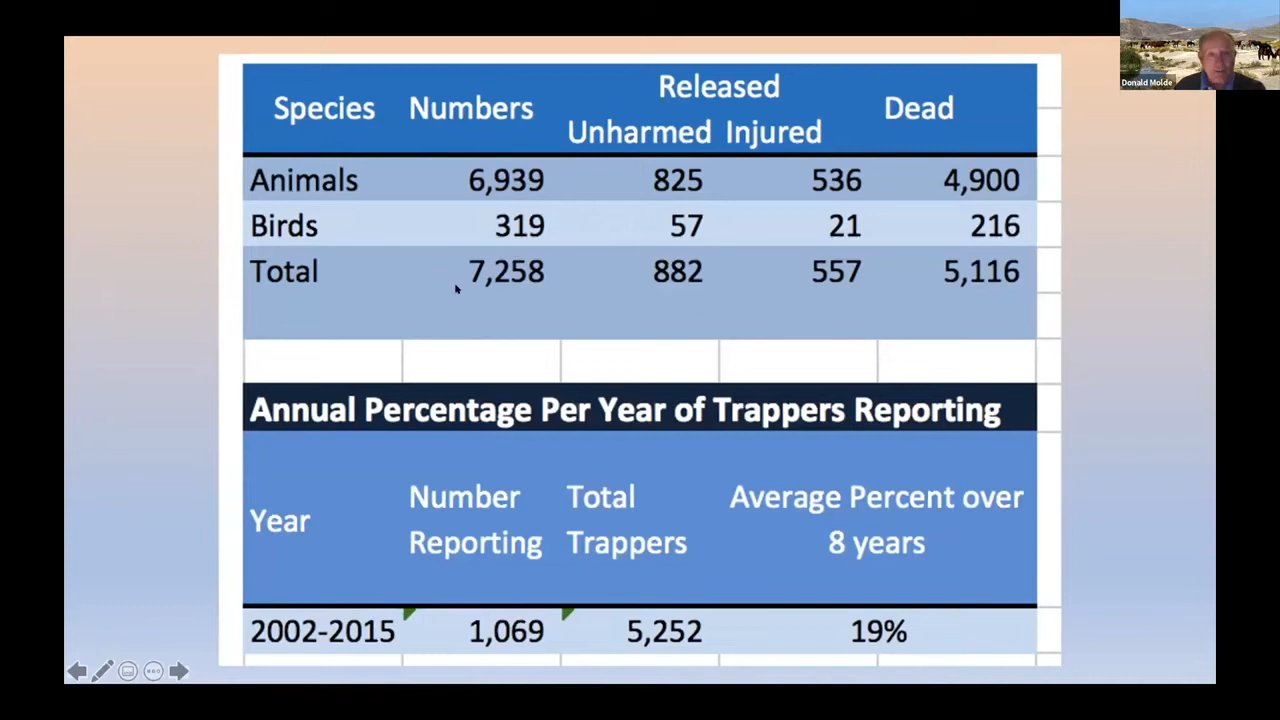 Donald Molde
Species Numbers Released Dead
Unharmed Injured
Animals 6,939 825 536 4,900
Birds 319 57 21 216
Total 7,258 882 557 5,116
Annual Percentage Per Year of Trappers Reporting
Year Number Reporting Total Trappers Average Percent over 8 years
2002-2015 1,069 5,252 19%